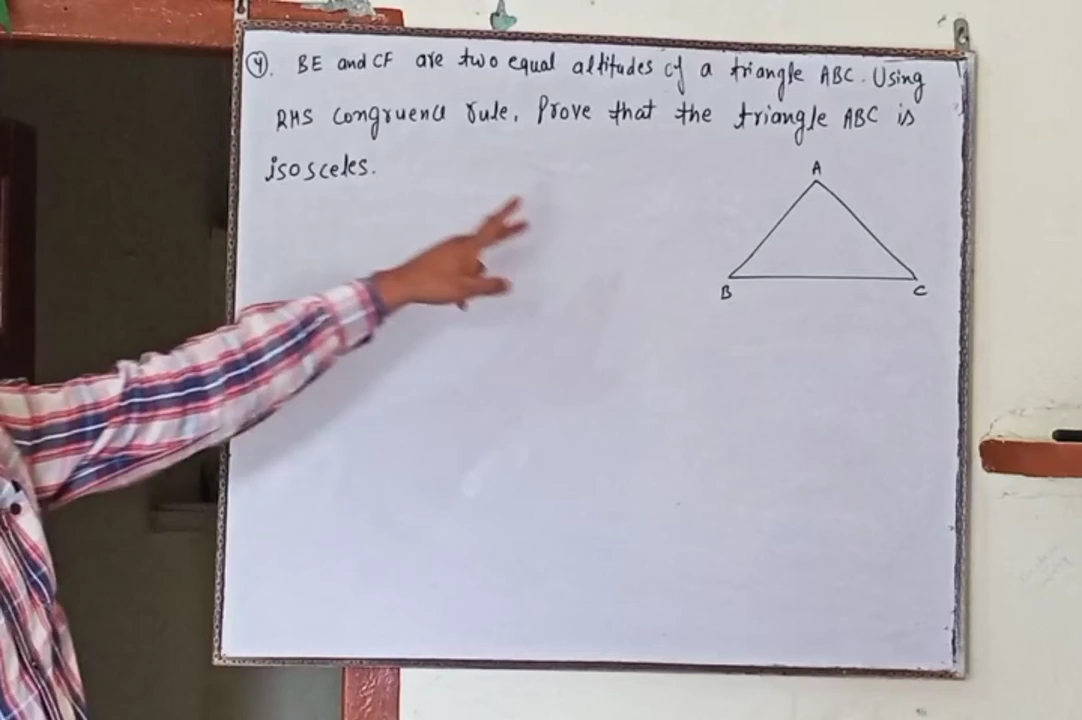 4. BE and CF are two equal altitudes of a triangle ABC. Using
RHS congruence rule, Prove that the triangle ABC is
isosceles.
A
B
C